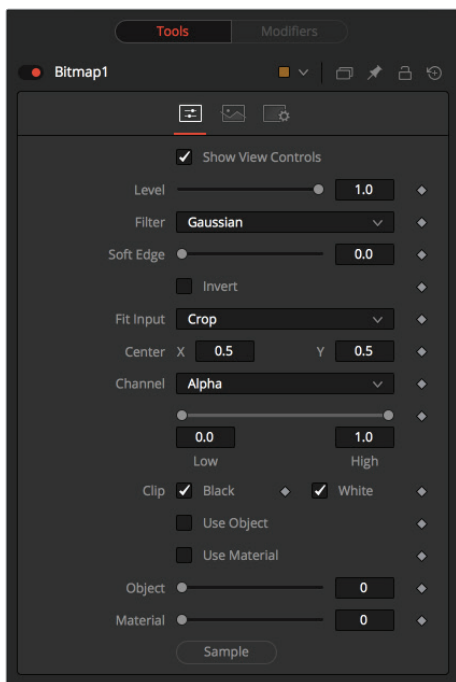 Tools Modifiers
Bitmap1
Show View Controls
Level 1.0
Filter Gaussian
Soft Edge 0.0
Invert
Fit Input Crop
Center X 0.5 Y 0.5
Channel Alpha
0.0 1.0
Low High
Clip Black White
Use Object
Use Material
Object 0
Material 0
Sample